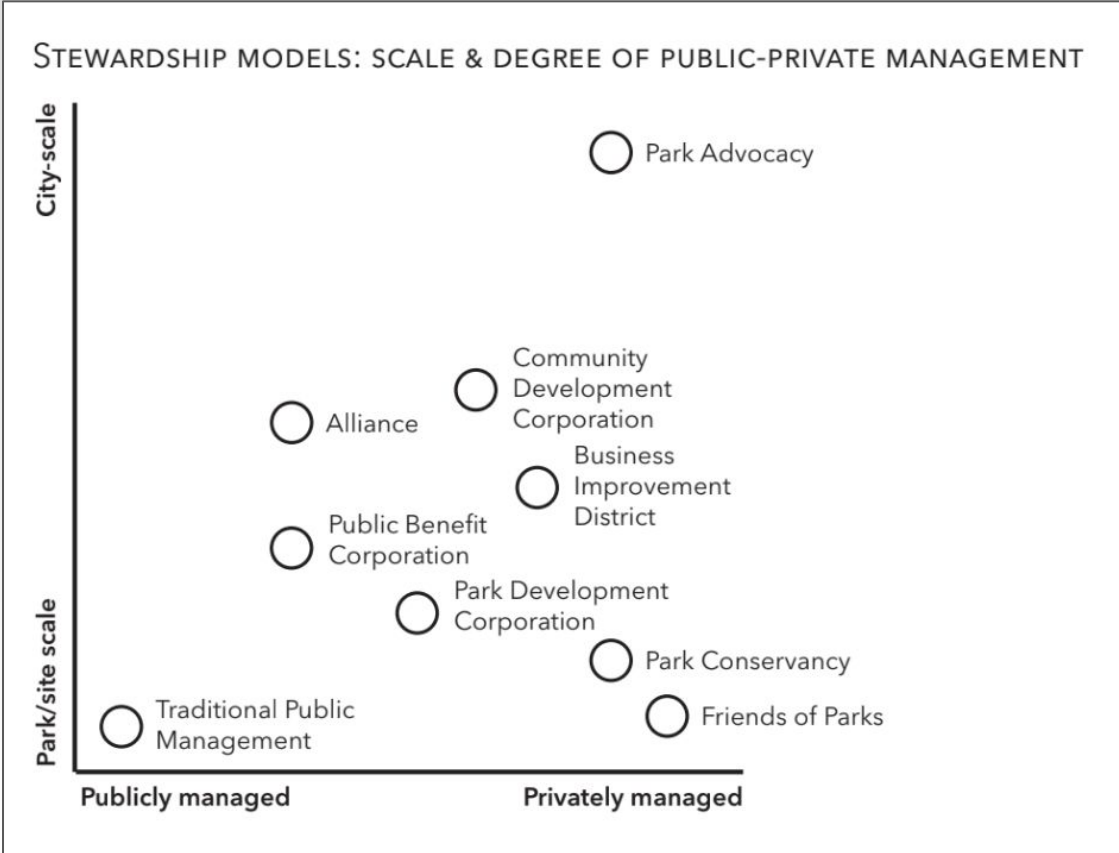 STEWARDSHIP MODELS: SCALE & DEGREE OF PUBLIC-PRIVATE MANAGEMENT
City-scale
Park Advocacy
Community
Development
Corporation
Alliance
Business
Improvement
District
Public Benefit
Corporation
Park Development
Corporation
Park/site scale
Park Conservancy
Traditional Public
Management
Friends of Parks
Publicly managed
Privately managed